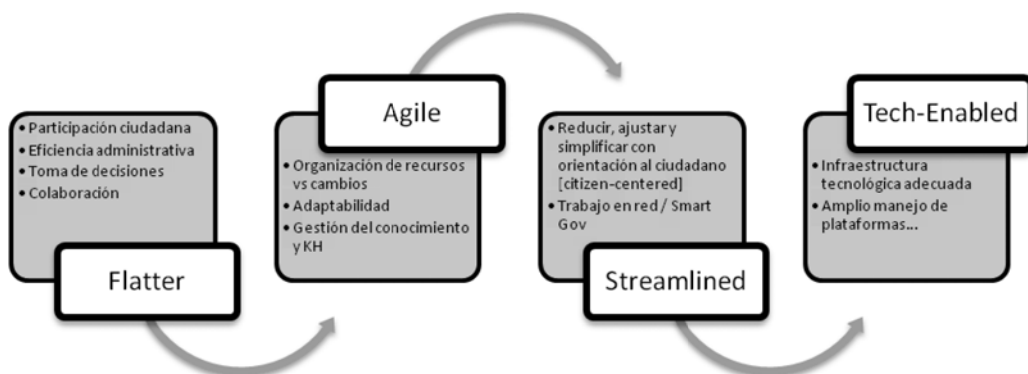 • Participación ciudadana
• Eficiencia administrativa
• Toma de decisiones
• Colaboración
Flatter
Agile
• Organización de recursos
vs cambios
• Adaptabilidad
• Gestión del conocimiento
y KH
• Reducir, ajustar y
simplificar con
orientación al ciudadano
[citizen-centered]
• Trabajo en red / Smart
Gov
Streamlined
Tech-Enabled
• Infraestructura
tecnológica adecuada
• Amplío manejo de
plataformas...